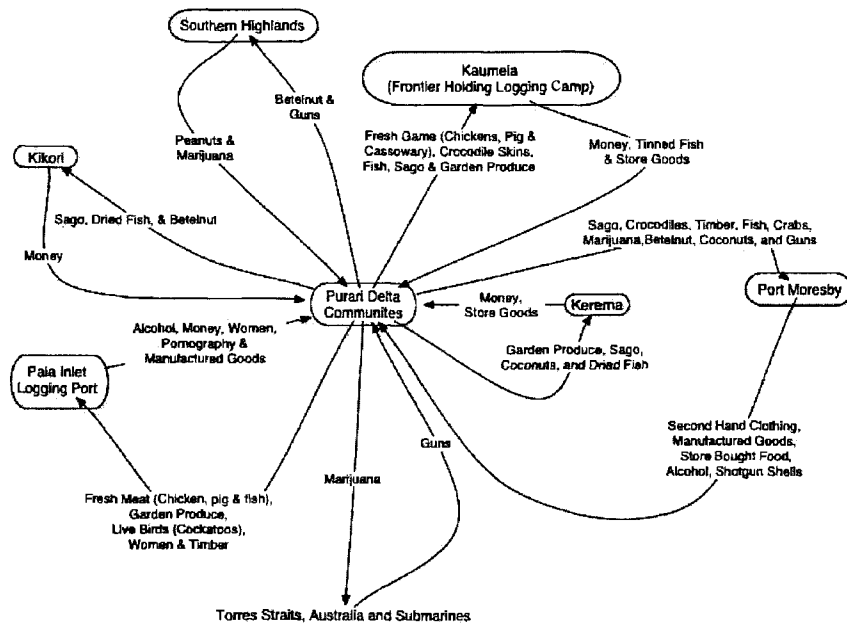 Southern Highlands
Kaumeia
(Frontier Holding Logging Camp)
Betelnut &
Guns
Peanuts &
Marijuana
Fresh Game (Chickens, Pig &
Cassowary), Crocodile Skins,
Fish, Sago & Garden Produce
Money, Tinned Fish
& Store Goods
Kikori
Sago, Dried Fish, & Betelnut
Money
Sago, Crocodiles, Timber, Fish, Crabs,
Marijuana, Betelnut, Coconuts, and Guns
Purari Delta
Communites
Money,
Store Goods
Kerema
Port Moresby
Alcohol, Money, Women,
Pornography &
Manufactured Goods
Garden Produce, Sago,
Coconuts, and Dried Fish
Paia Inlet
Logging Port
Second Hand Clothing,
Manufactured Goods,
Store Bought Food,
Alcohol, Shotgun Shells
Guns
Marijuana
Fresh Meat (Chicken, pig & fish),
Garden Produce,
Live Birds (Cockatoos),
Women & Timber
Torres Straits, Australia and Submarines